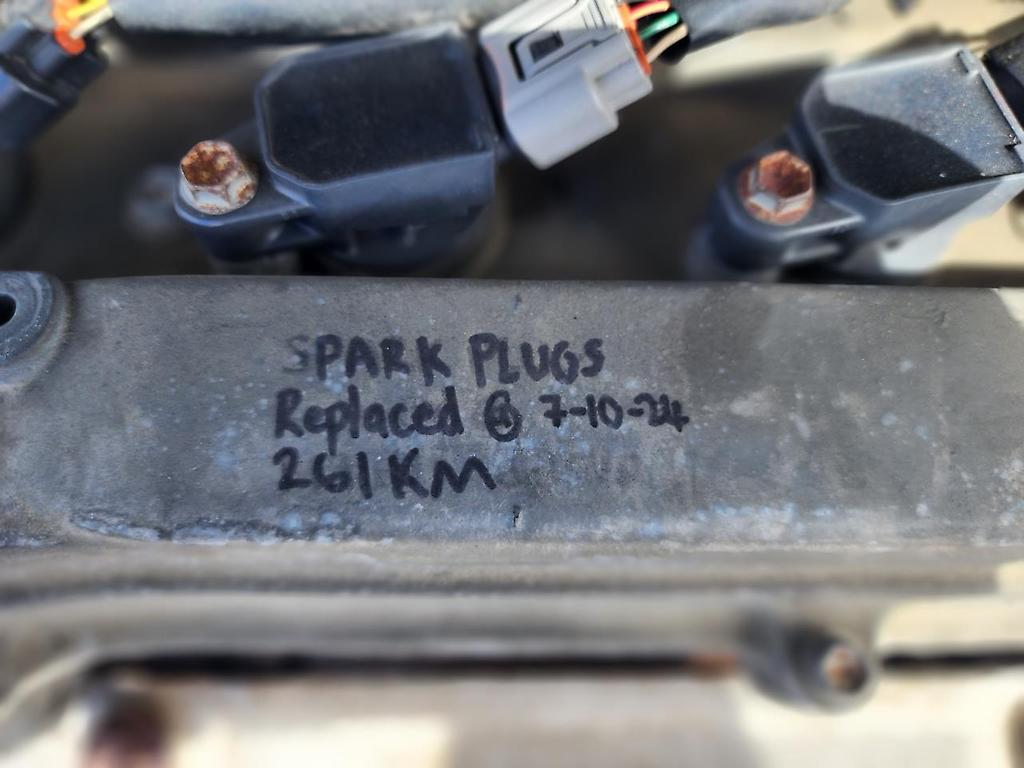 SPARK PLUGS
Replaced @ 7-10-24
261KM